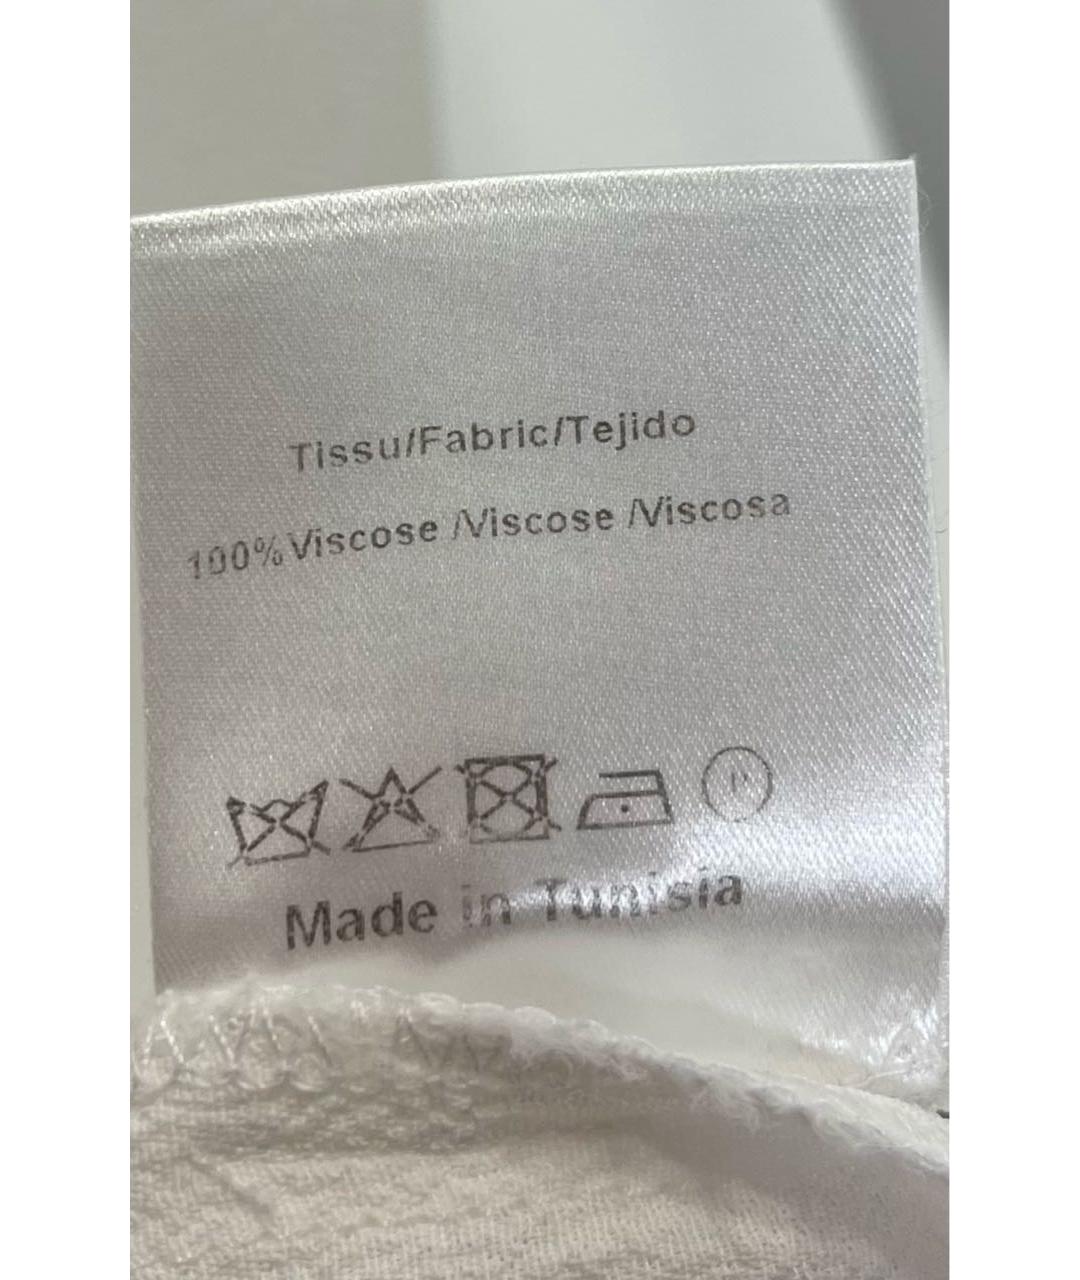 Tissu/Fabric/Tejido
100% Viscose /Viscose /Viscosa
P
Made in Tunisia